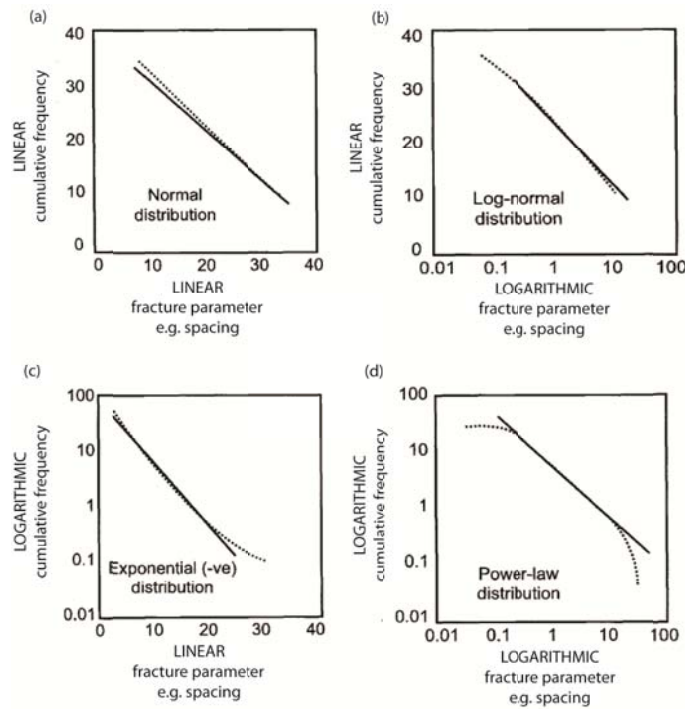 (a)
LINEAR
cumulative frequency
40
30
20
10
0
Normal
distribution
0 10 20 30 40
LINEAR
fracture parameter
e.g. spacing
(b)
LINEAR
cumulative frequency
40
30
20
10
0
Log-normal
distribution
0.01 0.1 1 10 100
LOGARITHMIC
fracture parameter
e.g. spacing
(c)
LOGARITHMIC
cumulative frequency
100
10
1
0.1
0.01
Exponential (-ve)
distribution
0 10 20 30 40
LINEAR
fracture parameter
e.g. spacing
(d)
LOGARITHMIC
cumulative frequency
100
10
1
0.1
0.01
Power-law
distribution
0.01 0.1 1 10 100
LOGARITHMIC
fracture parameter
e.g. spacing